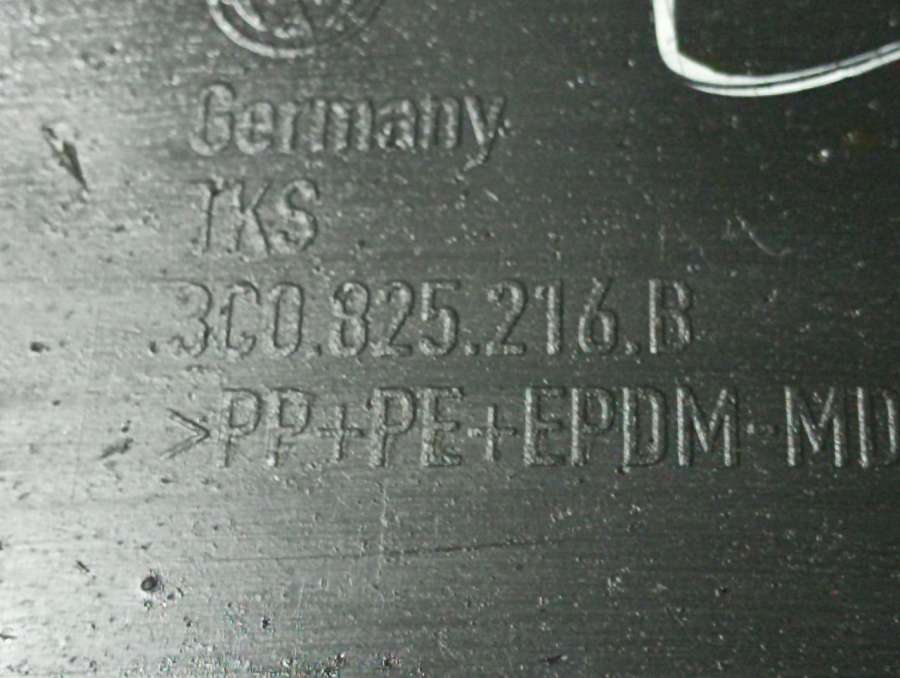 Germany
TKS
.3C0.825.216.B
>PP+PE+EPDM-MD